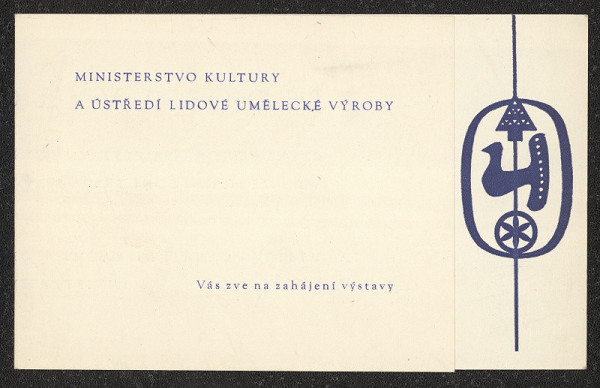 MINISTERSTVO KULTURY
A ÚSTŘEDÍ LIDOVÉ UMĚLECKÉ VÝROBY
Vás zve na zahájení výstavy